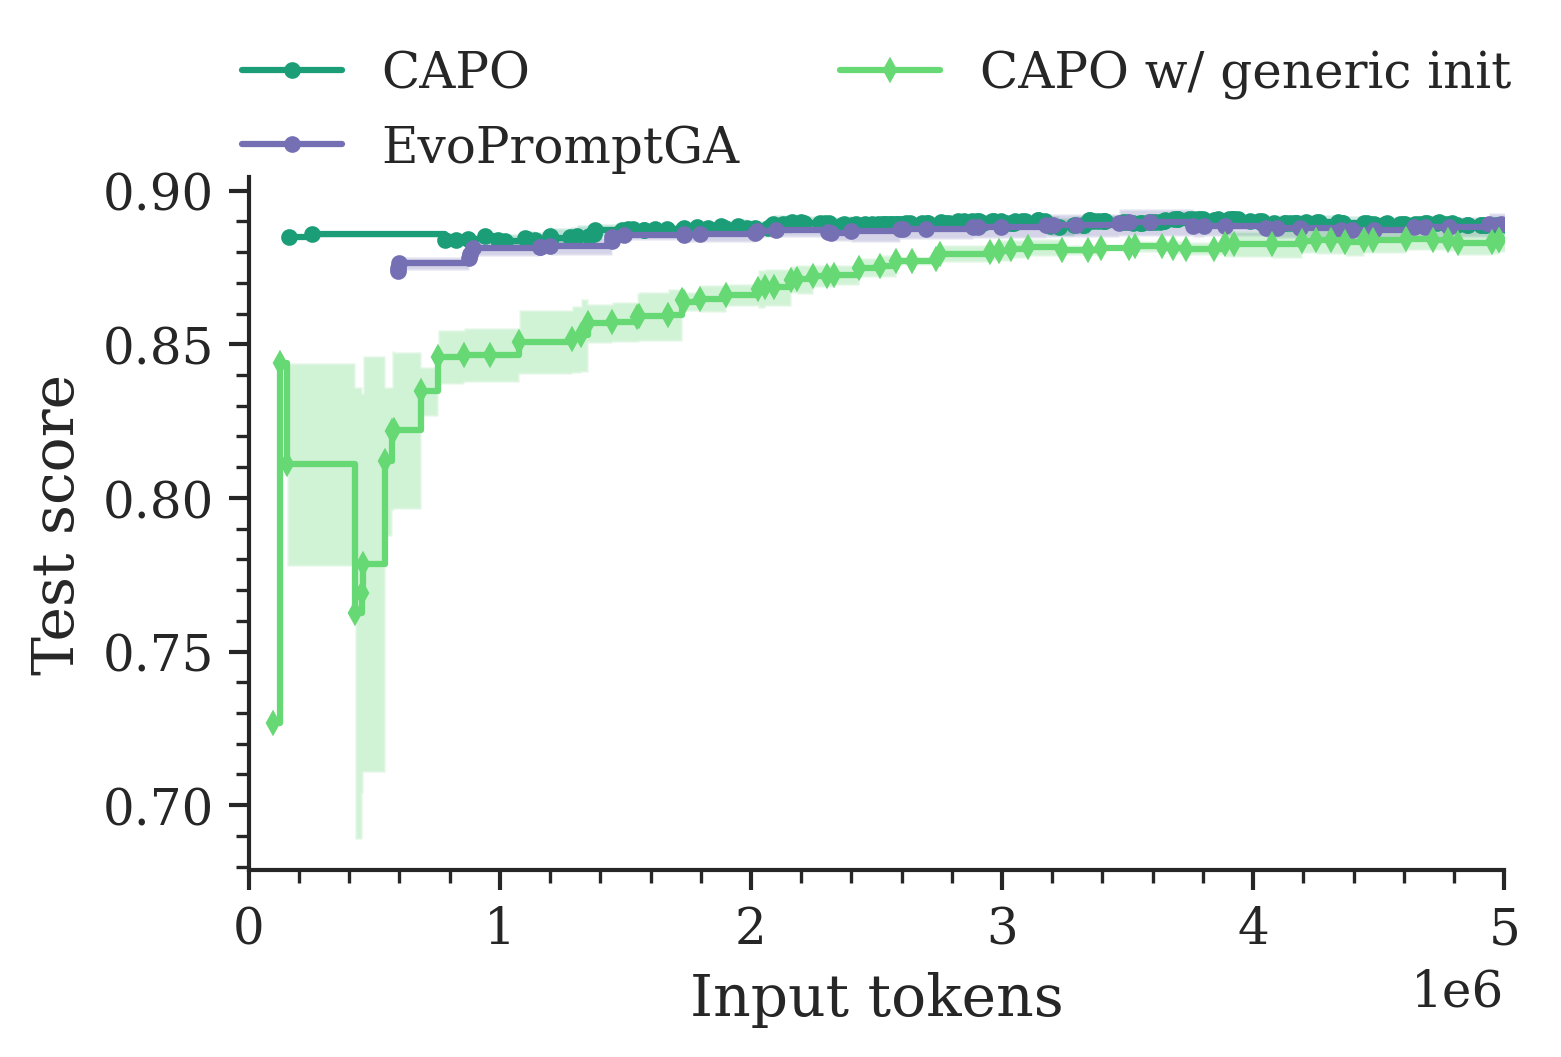 CAPO
CAPO w/ generic init
EvoPromptGA
0.90
0.85
0.80
0.75
0.70
Test score
0 1 2 3 4 5
1e6
Input tokens